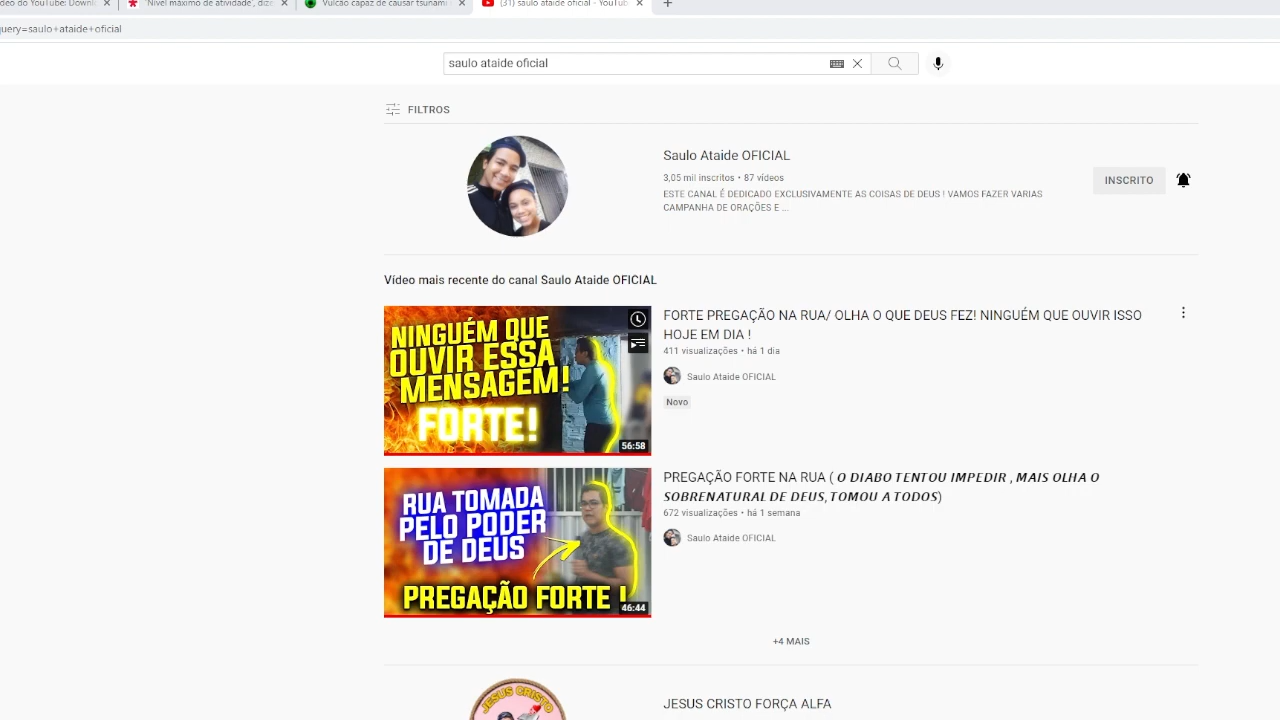 deo do YouTube: Downl
"Nível máximo de atividade", dize
Vulcão capaz de causar tsunami
(31) saulo ataide oficial - YouTub
query=saulo+ataide+oficial
saulo ataide oficial
FILTROS
Saulo Ataide OFICIAL
3,05 mil inscritos • 87 vídeos
ESTE CANAL É DEDICADO EXCLUSIVAMENTE AS COISAS DE DEUS ! VAMOS FAZER VARIAS
CAMPANHA DE ORAÇÕES E ...
INSCRITO
Vídeo mais recente do canal Saulo Ataide OFICIAL
NINGUÉM QUE
OUVIR ESSA
MENSAGEM!
FORTE!
56:58
FORTE PREGAÇÃO NA RUA/ OLHA O QUE DEUS FEZ! NINGUÉM QUE OUVIR ISSO
HOJE EM DIA !
411 visualizações • há 1 dia
Saulo Ataide OFICIAL
Novo
RUA TOMADA
PELO PODER
DE DEUS
PREGAÇÃO FORTE !
46:44
PREGAÇÃO FORTE NA RUA ( O DIABO TENTOU IMPEDIR , MAIS OLHA O
SOBRENATURAL DE DEUS, TOMOU A TODOS)
672 visualizações • há 1 semana
Saulo Ataide OFICIAL
+4 MAIS
JESUS CRISTO
JESUS CRISTO FORÇA ALFA